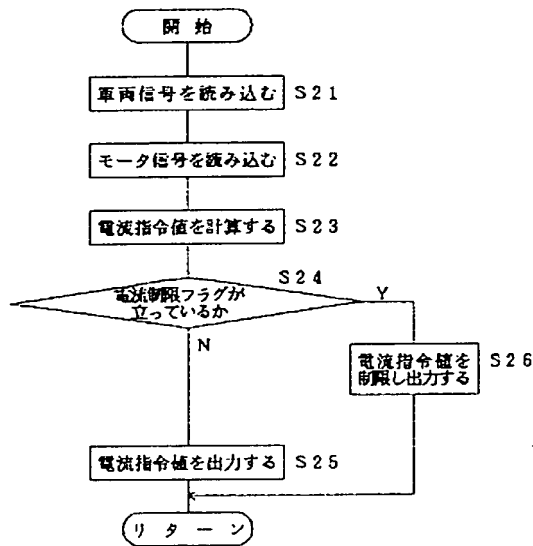 開始
車両信号を読み込む S21
モータ信号を読み込む S22
電流指令値を計算する S23
S24
電流制限フラグが
立っているか
Y
N
電流指令値を S26
制限し出力する
電流指令値を出力する S25
リターン